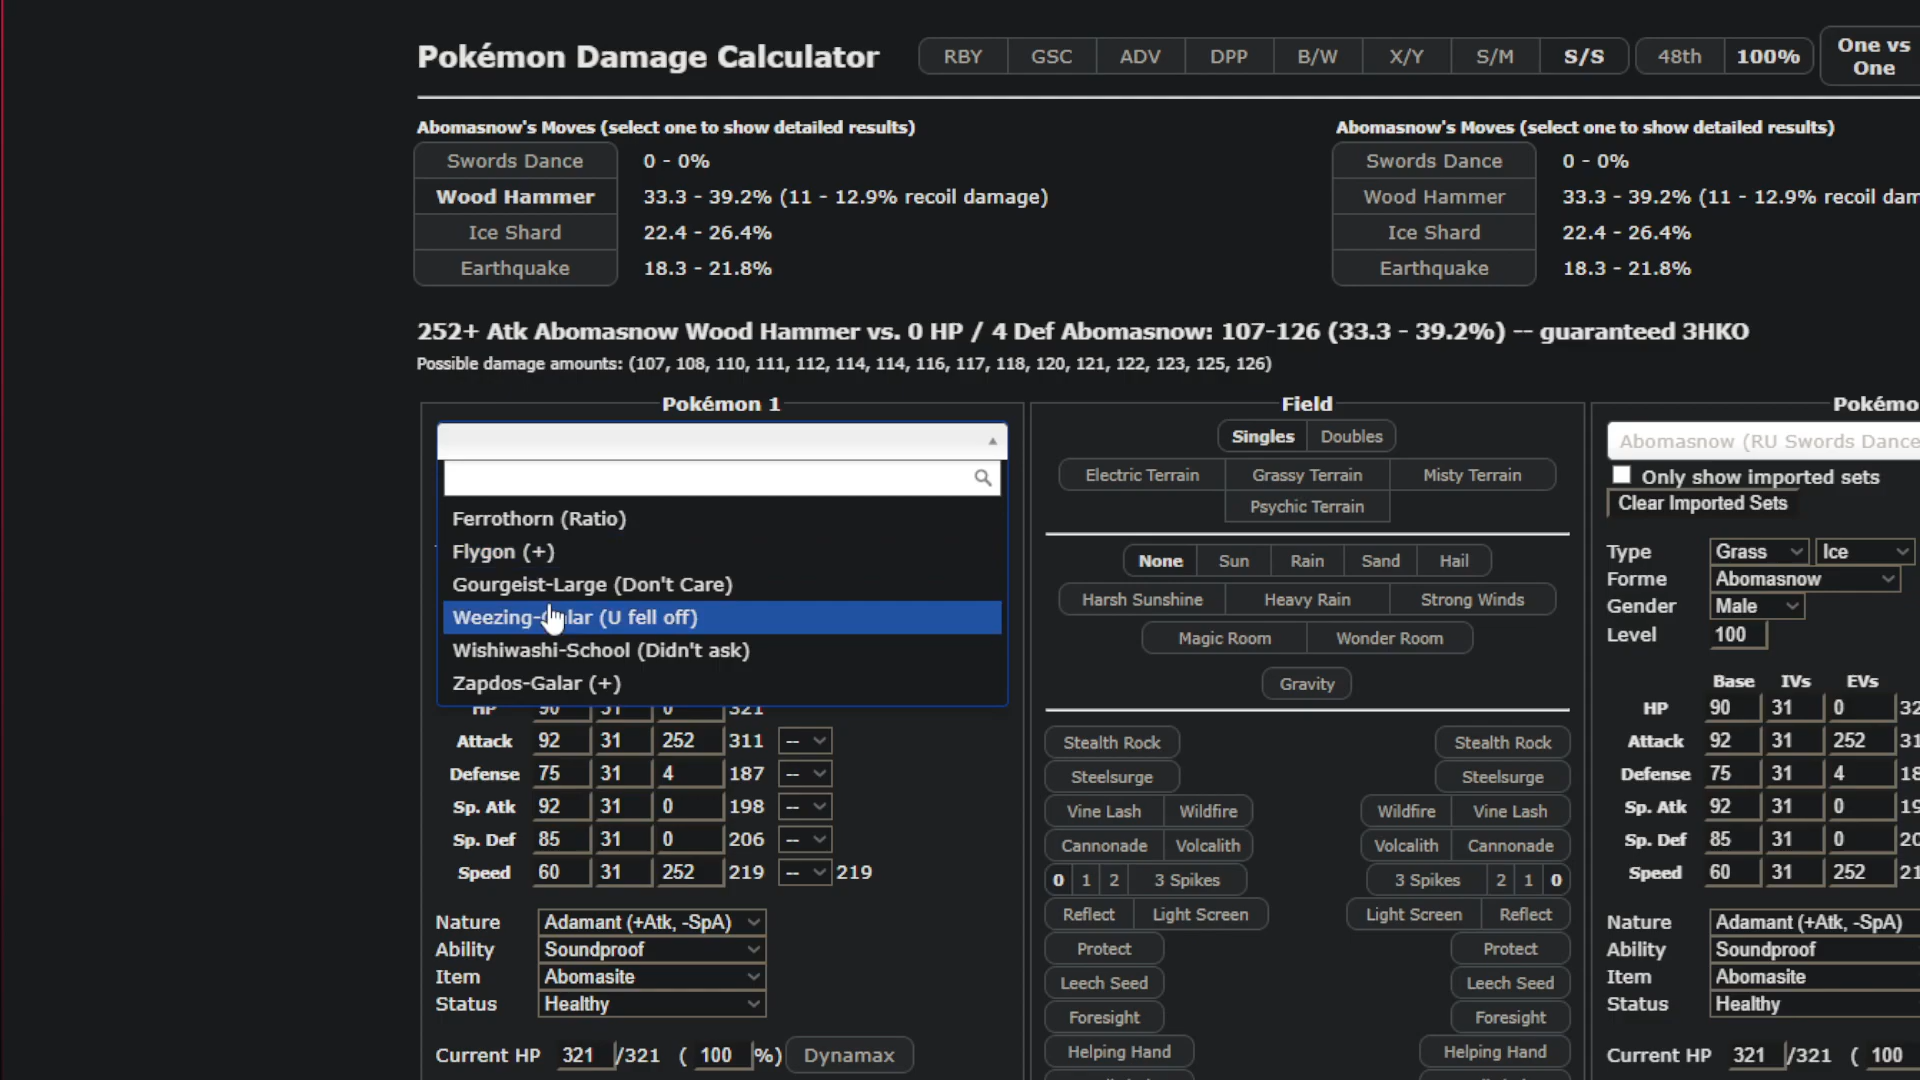 Pokémon Damage Calculator
RBY GSC ADV DPP B/W X/Y S/M S/S 48th 100% One vs One
Abomasnow's Moves (select one to show detailed results)
Swords Dance 0 - 0%
Wood Hammer 33.3 - 39.2% (11 - 12.9% recoil damage)
Ice Shard 22.4 - 26.4%
Earthquake 18.3 - 21.8%
Abomasnow's Moves (select one to show detailed results)
Swords Dance 0 - 0%
Wood Hammer 33.3 - 39.2% (11 - 12.9% recoil dam
Ice Shard 22.4 - 26.4%
Earthquake 18.3 - 21.8%
252+ Atk Abomasnow Wood Hammer vs. 0 HP / 4 Def Abomasnow: 107-126 (33.3 - 39.2%) -- guaranteed 3HKO
Possible damage amounts: (107, 108, 110, 111, 112, 114, 114, 116, 117, 118, 120, 121, 122, 123, 125, 126)
Pokémon 1
Ferrothorn (Ratio)
Flygon (+)
Gourgeist-Large (Don't Care)
Weezing-Galar (U fell off)
Wishiwashi-School (Didn't ask)
Zapdos-Galar (+)
HP 90 31 0 321
Attack 92 31 252 311 --
Defense 75 31 4 187 --
Sp. Atk 92 31 0 198 --
Sp. Def 85 31 0 206 --
Speed 60 31 252 219 -- 219
Nature Adamant (+Atk, -SpA)
Ability Soundproof
Item Abomasite
Status Healthy
Current HP 321 /321 ( 100 %) Dynamax
Field
Singles Doubles
Electric Terrain Grassy Terrain Misty Terrain
Psychic Terrain
None Sun Rain Sand Hail
Harsh Sunshine Heavy Rain Strong Winds
Magic Room Wonder Room
Gravity
Stealth Rock Stealth Rock
Steelsurge Steelsurge
Vine Lash Wildfire Wildfire Vine Lash
Cannonade Volcalith Volcalith Cannonade
0 1 2 3 Spikes 3 Spikes 2 1 0
Reflect Light Screen Light Screen Reflect
Protect Protect
Leech Seed Leech Seed
Foresight Foresight
Helping Hand Helping Hand
Pokémo
Abomasnow (RU Swords Dance
Only show imported sets
Clear Imported Sets
Type Grass Ice
Forme Abomasnow
Gender Male
Level 100
Base IVs EVs
HP 90 31 0 32
Attack 92 31 252 31
Defense 75 31 4 18
Sp. Atk 92 31 0 19
Sp. Def 85 31 0 20
Speed 60 31 252 21
Nature Adamant (+Atk, -SpA)
Ability Soundproof
Item Abomasite
Status Healthy
Current HP 321 /321 ( 100